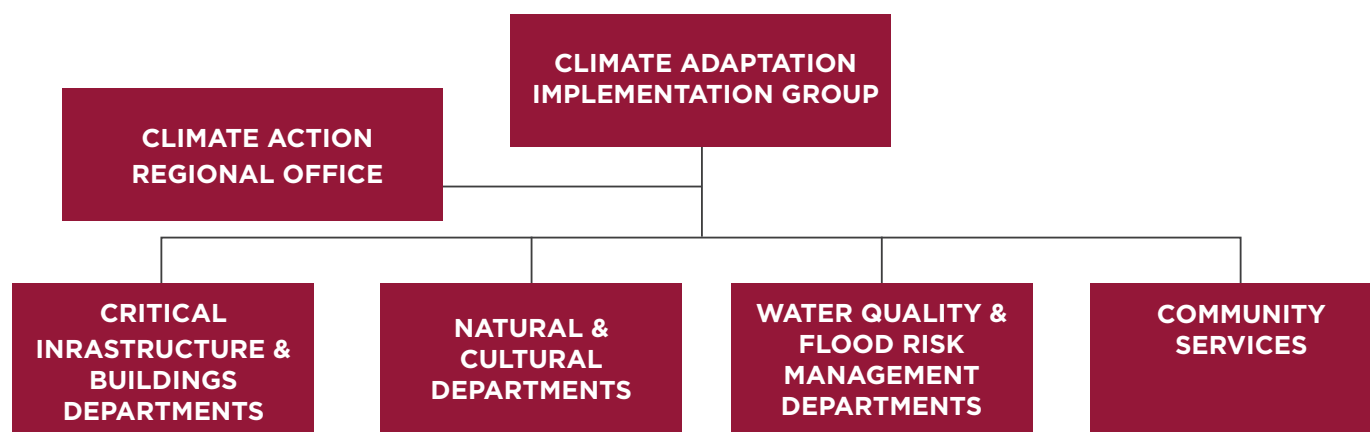 CLIMATE ADAPTATION
IMPLEMENTATION GROUP
CLIMATE ACTION
REGIONAL OFFICE
CRITICAL
INRASTRUCTURE &
BUILDINGS
DEPARTMENTS
NATURAL &
CULTURAL
DEPARTMENTS
WATER QUALITY &
FLOOD RISK
MANAGEMENT
DEPARTMENTS
COMMUNITY
SERVICES